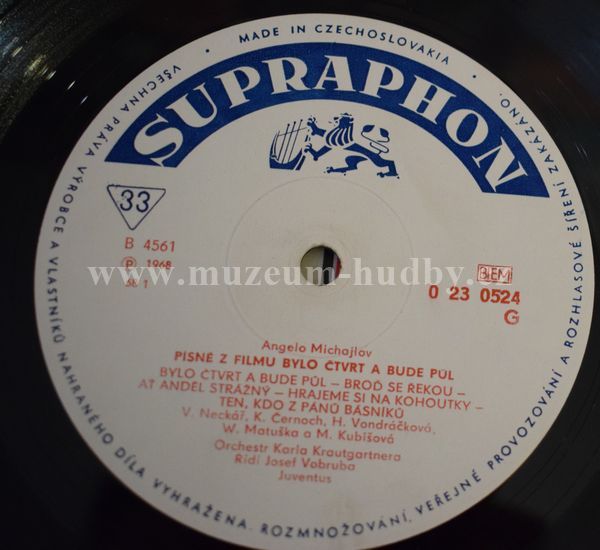 MADE IN CZECHOSLOVAKIA
SUPRAPHON
33
B 4561
Ⓟ 1968
68 1
BIEM
0 23 0524
G
www.muzeum-hudby.
Angelo Michajlov
PÍSNĚ Z FILMU BYLO ČTVRT A BUDE PŮL
BYLO ČTVRT A BUDE PŮL – BROĎ SE ŘEKOU –
AŤ ANDĚL STRÁŽNÝ – HRAJEME SI NA KOHOUTKY –
TEN, KDO Z PÁNŮ BÁSNÍKŮ
V. Neckář, K. Černoch, H. Vondráčková,
W. Matuška a M. Kubišová
Orchestr Karla Krautgartnera
Řídí Josef Vobruba
Juventus
VŠECHNA PRÁVA VÝROBCE A VLASTNÍKŮ NAHRANÉHO DÍLA VYHRAŽENA. ROZMNOŽOVÁNÍ, VEŘEJNÉ PROVOZOVÁNÍ A ROZHLASOVÉ ŠÍŘENÍ ZAKÁZÁNO.